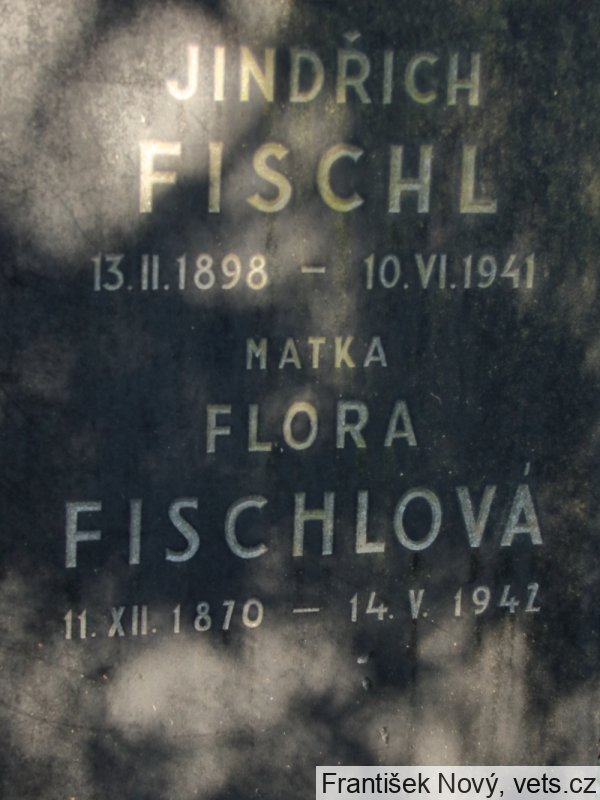 JINDŘICH
FISCHL
13.II.1898 – 10.VI.1941
MATKA
FLORA
FISCHLOVÁ
11.XII.1870 – 14.V.1942
František Nový, vets.cz